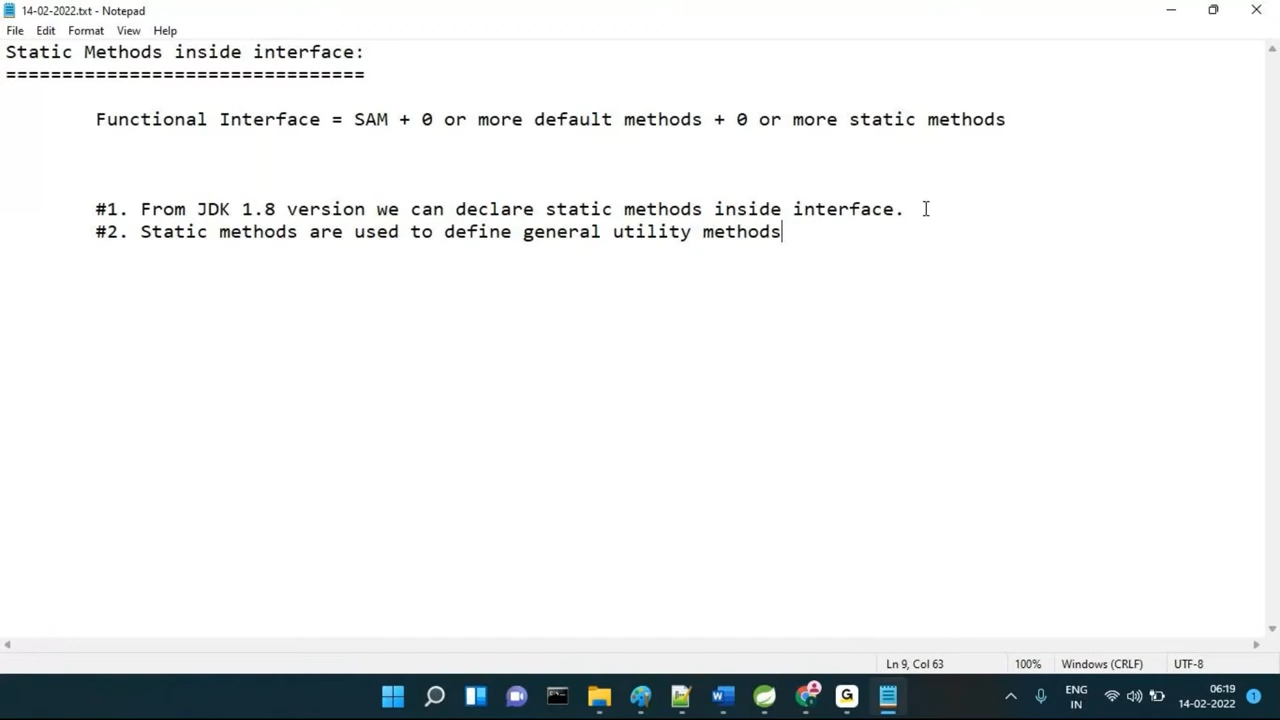 14-02-2022.txt - Notepad
File Edit Format View Help
Static Methods inside interface:
================================
Functional Interface = SAM + 0 or more default methods + 0 or more static methods
#1. From JDK 1.8 version we can declare static methods inside interface.
#2. Static methods are used to define general utility methods
Ln 9, Col 63 100% Windows (CRLF) UTF-8
ENG
IN
06:19
14-02-2022
1
G
W